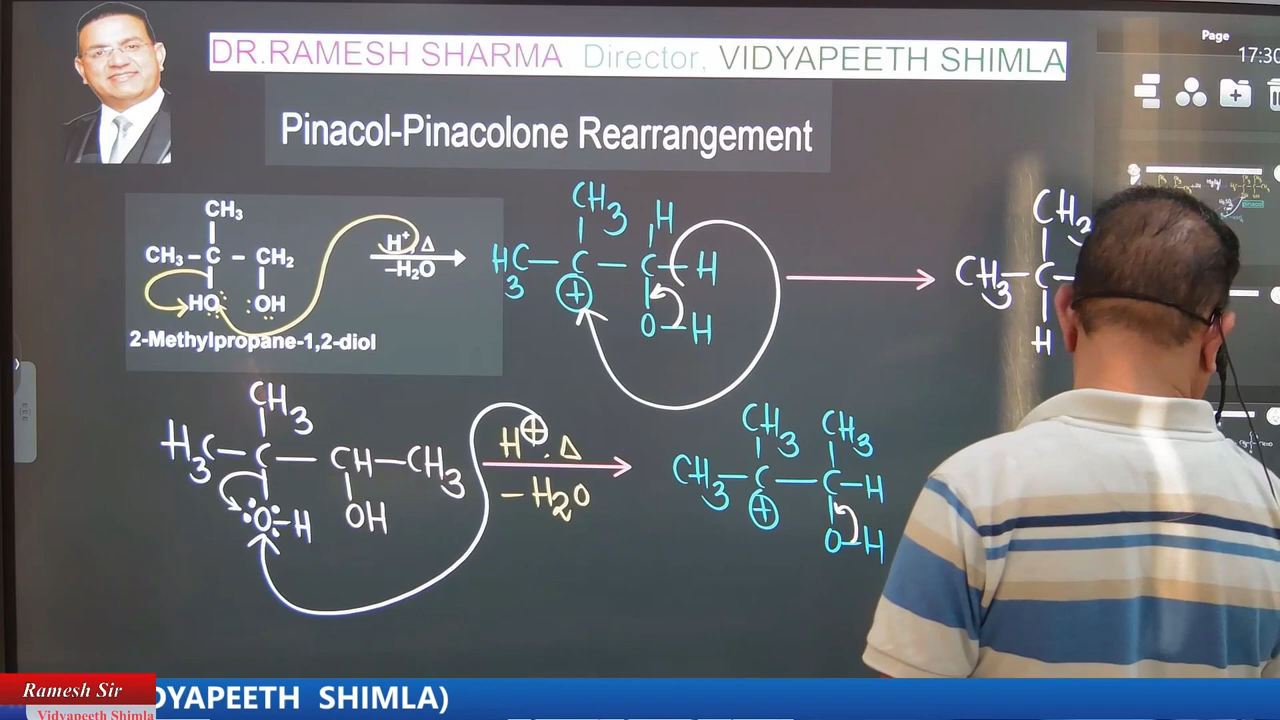 DR.RAMESH SHARMA Director, VIDYAPEETH SHIMLA
Page
17:30
Pinacol-Pinacolone Rearrangement
CH3
CH3 – C – CH2
HO: :OH
2-Methylpropane-1,2-diol
H⁺, Δ
–H2O
CH3 H
H3C – C – C – H
⊕
O – H
CH3
CH3 – C –
H
CH3
H3C – C – CH – CH3
:O – H OH
H⊕, Δ
– H2O
CH3 CH3
CH3 – C – C – H
⊕
O – H
Ramesh Sir
Vidyapeeth Shimla
DYAPEETH SHIMLA)